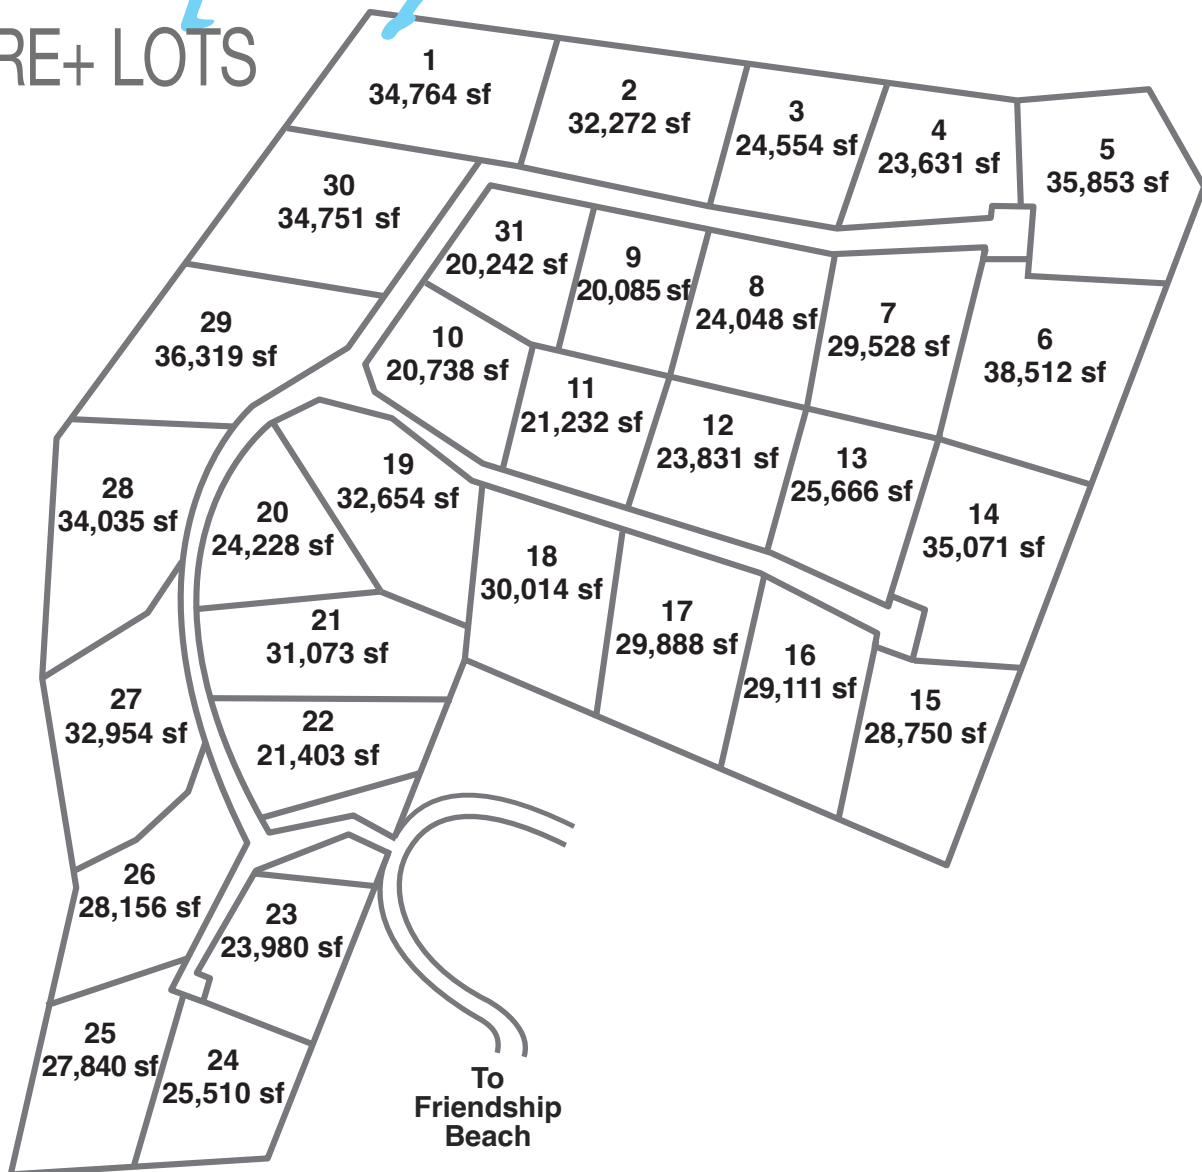 RE+ LOTS
1
34,764 sf
2
32,272 sf
3
24,554 sf
4
23,631 sf
5
35,853 sf
30
34,751 sf
31
20,242 sf
9
20,085 sf
8
24,048 sf
7
29,528 sf
6
38,512 sf
29
36,319 sf
10
20,738 sf
11
21,232 sf
12
23,831 sf
13
25,666 sf
14
35,071 sf
28
34,035 sf
20
24,228 sf
19
32,654 sf
18
30,014 sf
17
29,888 sf
16
29,111 sf
15
28,750 sf
21
31,073 sf
27
32,954 sf
22
21,403 sf
26
28,156 sf
23
23,980 sf
25
27,840 sf
24
25,510 sf
To
Friendship
Beach